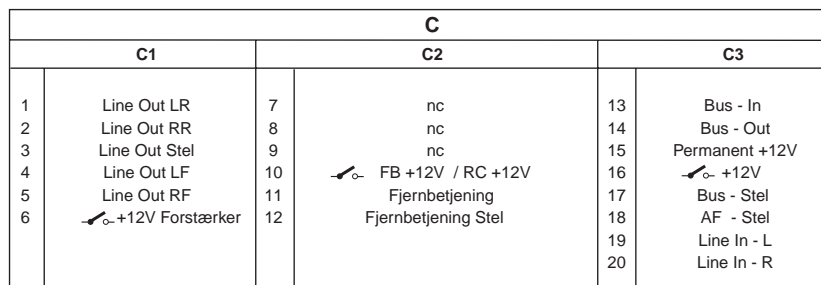 C
C1 C2 C3
1 Line Out LR 7 nc 13 Bus - In
2 Line Out RR 8 nc 14 Bus - Out
3 Line Out Stel 9 nc 15 Permanent +12V
4 Line Out LF 10 FB +12V / RC +12V 16 +12V
5 Line Out RF 11 Fjernbetjening 17 Bus - Stel
6 +12V Forstærker 12 Fjernbetjening Stel 18 AF - Stel
19 Line In - L
20 Line In - R